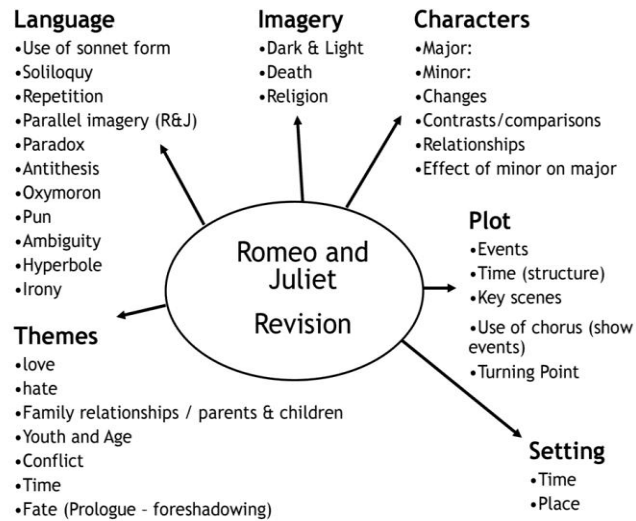 Language
•Use of sonnet form
•Soliloquy
•Repetition
•Parallel imagery (R&J)
•Paradox
•Antithesis
•Oxymoron
•Pun
•Ambiguity
•Hyperbole
•Irony
Imagery
•Dark & Light
•Death
•Religion
Characters
•Major:
•Minor:
•Changes
•Contrasts/comparisons
•Relationships
•Effect of minor on major
Romeo and
Juliet
Revision
Plot
•Events
•Time (structure)
•Key scenes
•Use of chorus (show
events)
•Turning Point
Themes
•love
•hate
•Family relationships / parents & children
•Youth and Age
•Conflict
•Time
•Fate (Prologue – foreshadowing)
Setting
•Time
•Place